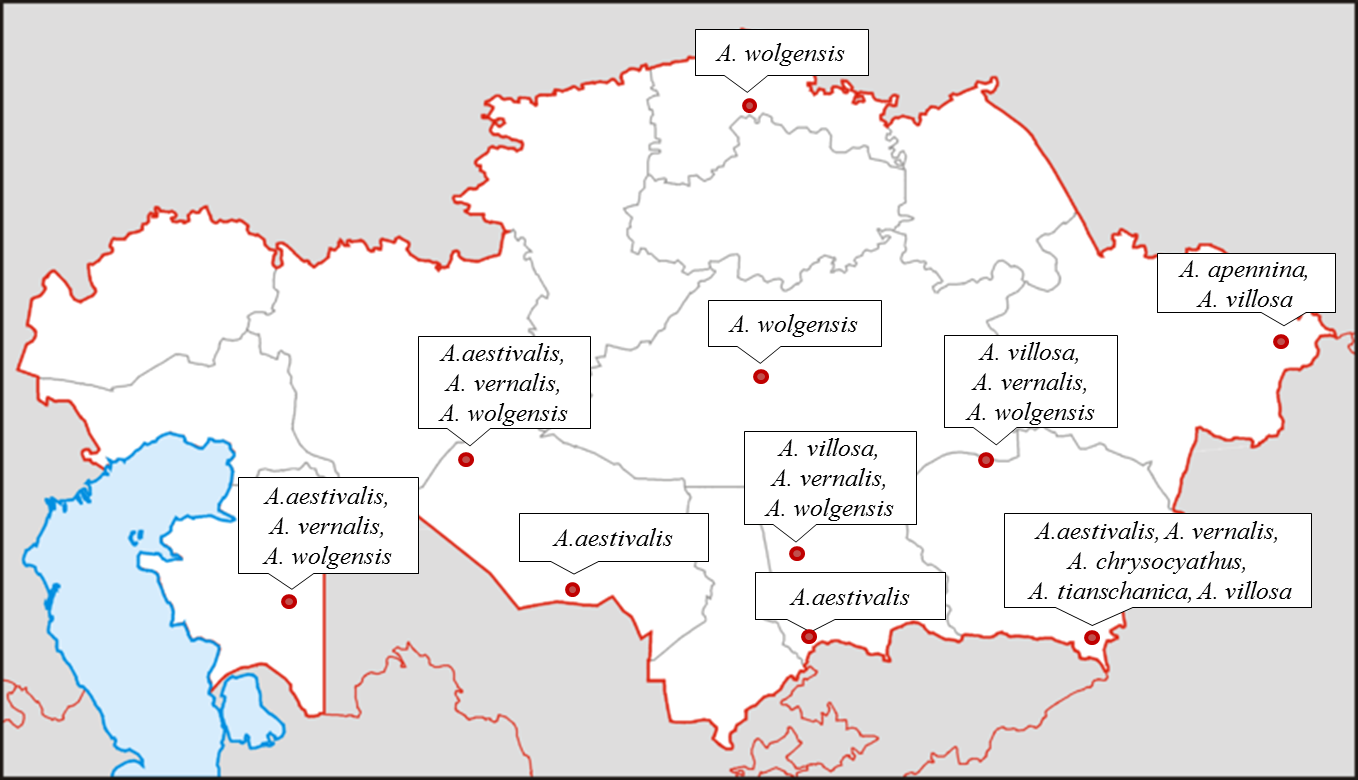 A. wolgensis
A. apennina,
A. villosa
A. wolgensis
A.aestivalis,
A. vernalis,
A. wolgensis
A. villosa,
A. vernalis,
A. wolgensis
A. villosa,
A. vernalis,
A. wolgensis
A.aestivalis,
A. vernalis,
A. wolgensis
A.aestivalis
A.aestivalis, A. vernalis,
A. chrysocyathus,
A. tianschanica, A. villosa
A.aestivalis